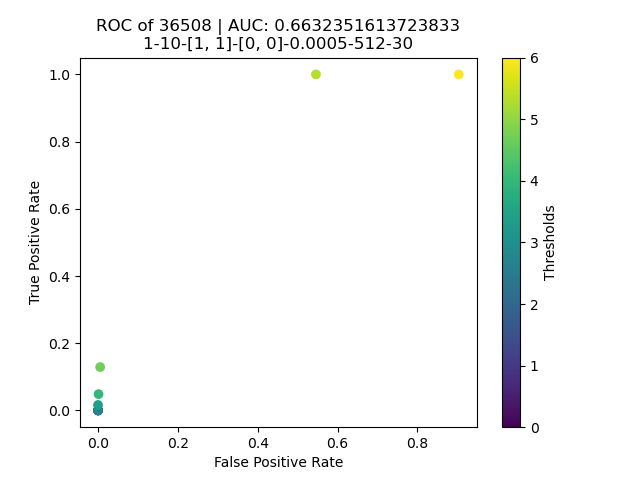 ROC of 36508 | AUC: 0.6632351613723833
1-10-[1, 1]-[0, 0]-0.0005-512-30
True Positive Rate
1.0
0.8
0.6
0.4
0.2
0.0
0.0 0.2 0.4 0.6 0.8
False Positive Rate
6
5
4
3
2
1
0
Thresholds